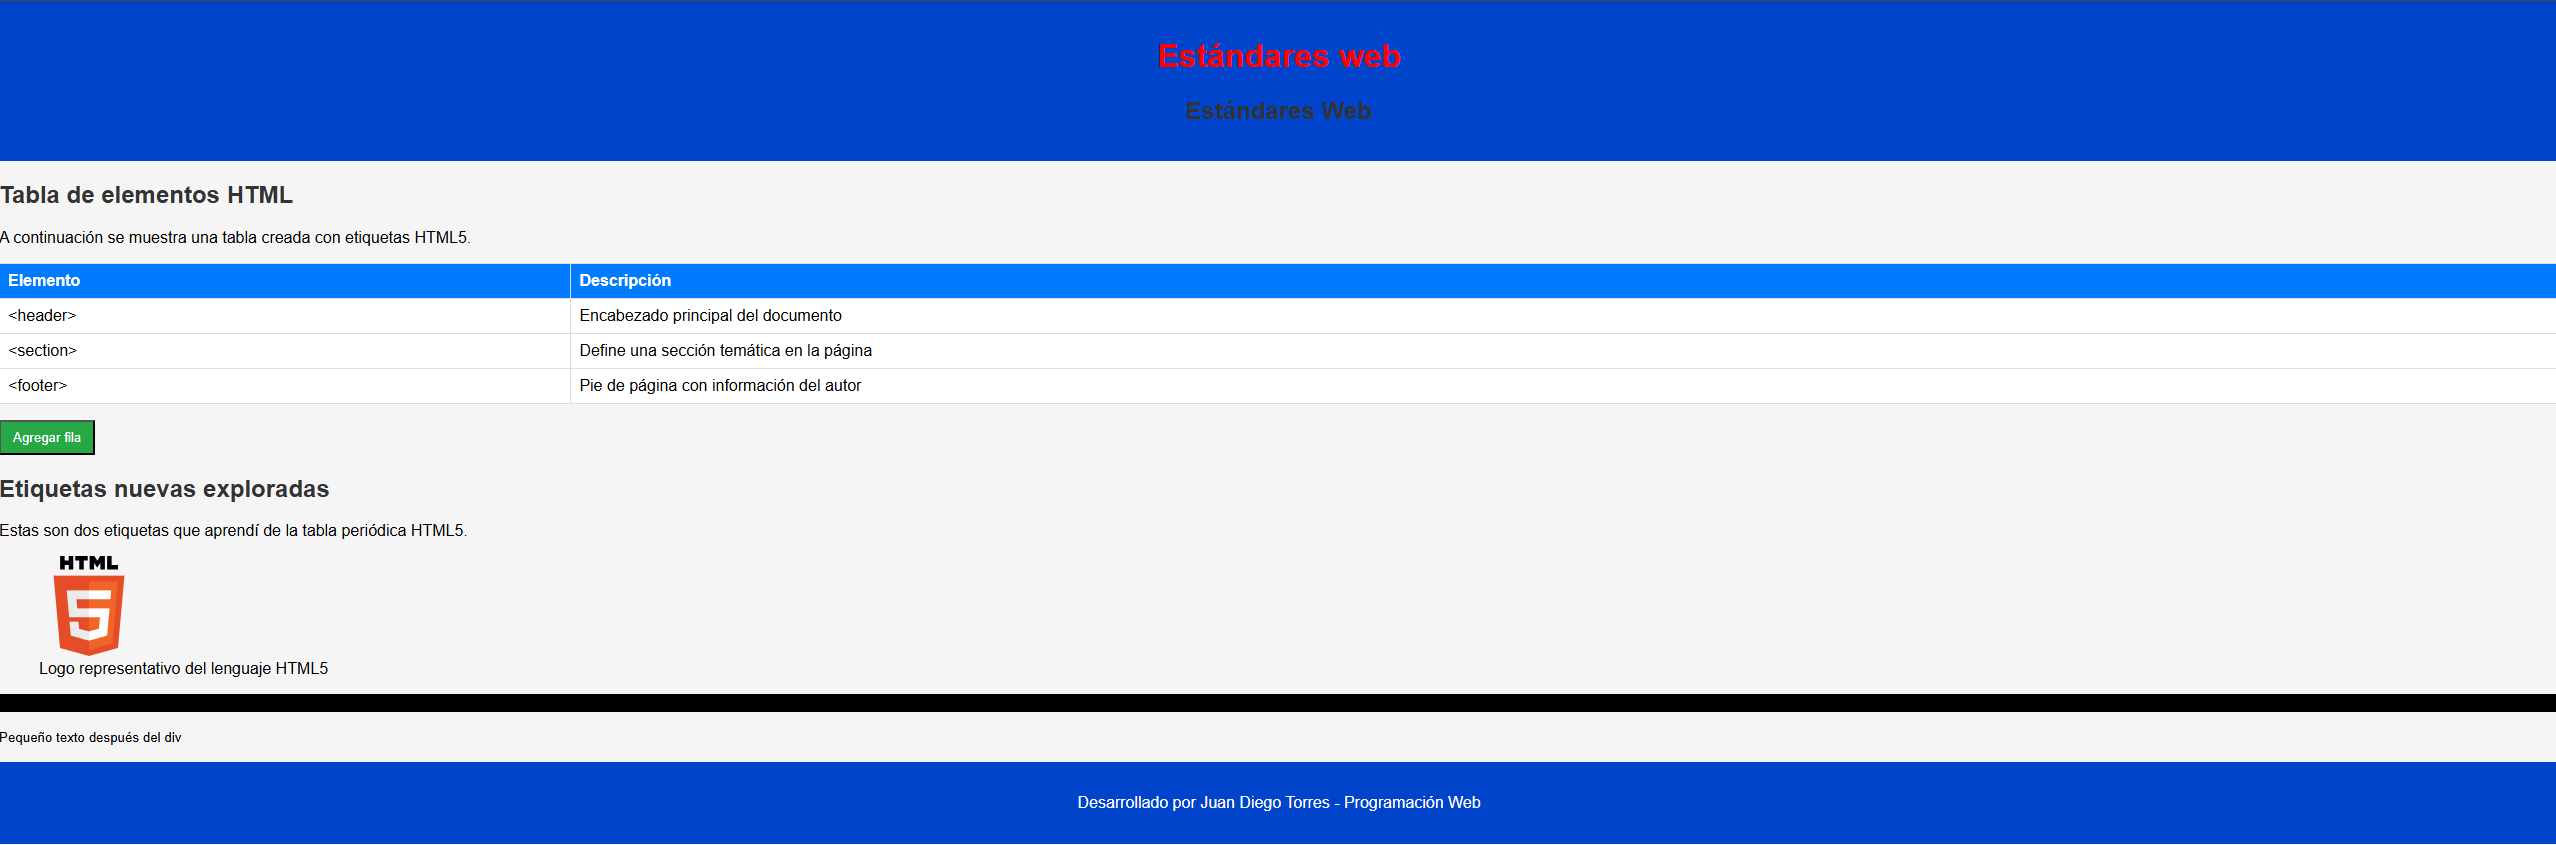 Estándares web
Estándares Web
Tabla de elementos HTML
A continuación se muestra una tabla creada con etiquetas HTML5.
Elemento Descripción
<header> Encabezado principal del documento
<section> Define una sección temática en la página
<footer> Pie de página con información del autor
Agregar fila
Etiquetas nuevas exploradas
Estas son dos etiquetas que aprendí de la tabla periódica HTML5.
HTML
5
Logo representativo del lenguaje HTML5
Pequeño texto después del div
Desarrollado por Juan Diego Torres - Programación Web